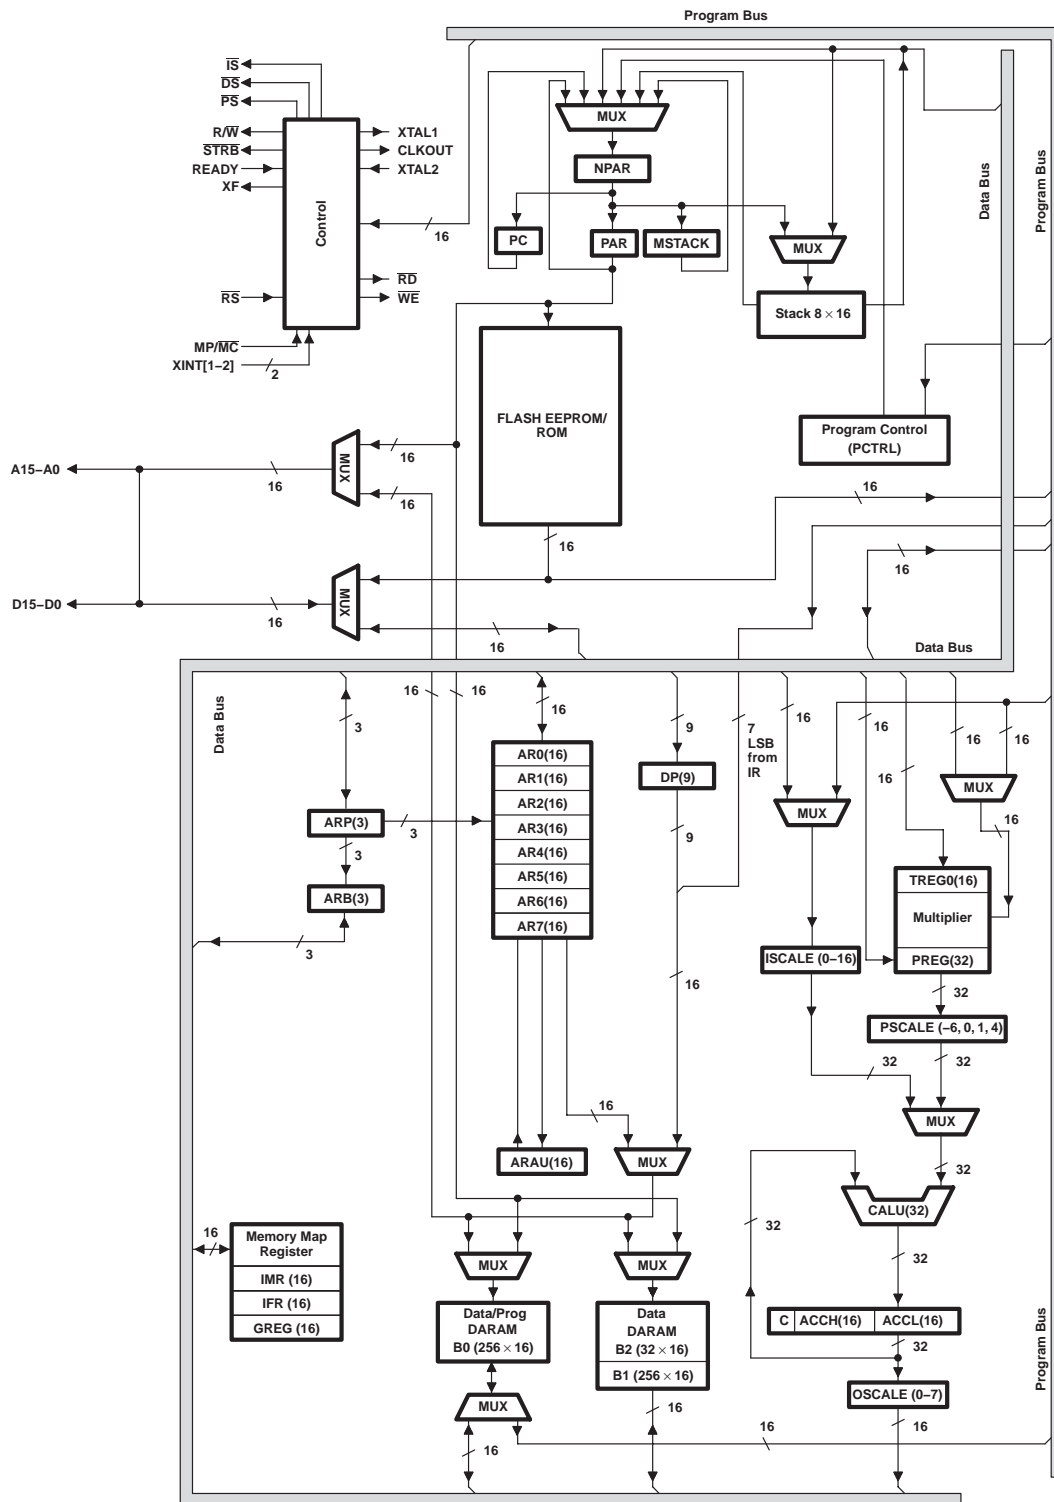 Program Bus
I̅S̅
D̅S̅
P̅S̅
R/W̅
S̅T̅R̅B̅
READY
XF
R̅S̅
MP/M̅C̅
XINT[1–2]
2
Control
XTAL1
CLKOUT
XTAL2
16
R̅D̅
W̅E̅
MUX
NPAR
PC
PAR
MSTACK
MUX
Stack 8 × 16
Data Bus
Program Bus
FLASH EEPROM/
ROM
16
Program Control
(PCTRL)
A15–A0
16
MUX
16
16
D15–D0
16
MUX
16
16
16
Data Bus
Data Bus
3
ARP(3)
3
3
ARB(3)
3
16
16
16
AR0(16)
AR1(16)
AR2(16)
AR3(16)
AR4(16)
AR5(16)
AR6(16)
AR7(16)
9
DP(9)
9
16
7
LSB
from
IR
16
16
16
16
16
MUX
MUX
16
TREG0(16)
Multiplier
PREG(32)
ISCALE (0–16)
32
PSCALE (–6, 0, 1, 4)
32
32
MUX
32
CALU(32)
32
32
C
ACCH(16)
ACCL(16)
32
OSCALE (0–7)
16
16
ARAU(16)
MUX
16
Memory Map
Register
IMR (16)
IFR (16)
GREG (16)
MUX
MUX
Data/Prog
DARAM
B0 (256 × 16)
Data
DARAM
B2 (32 × 16)
B1 (256 × 16)
MUX
16
16
16
Program Bus